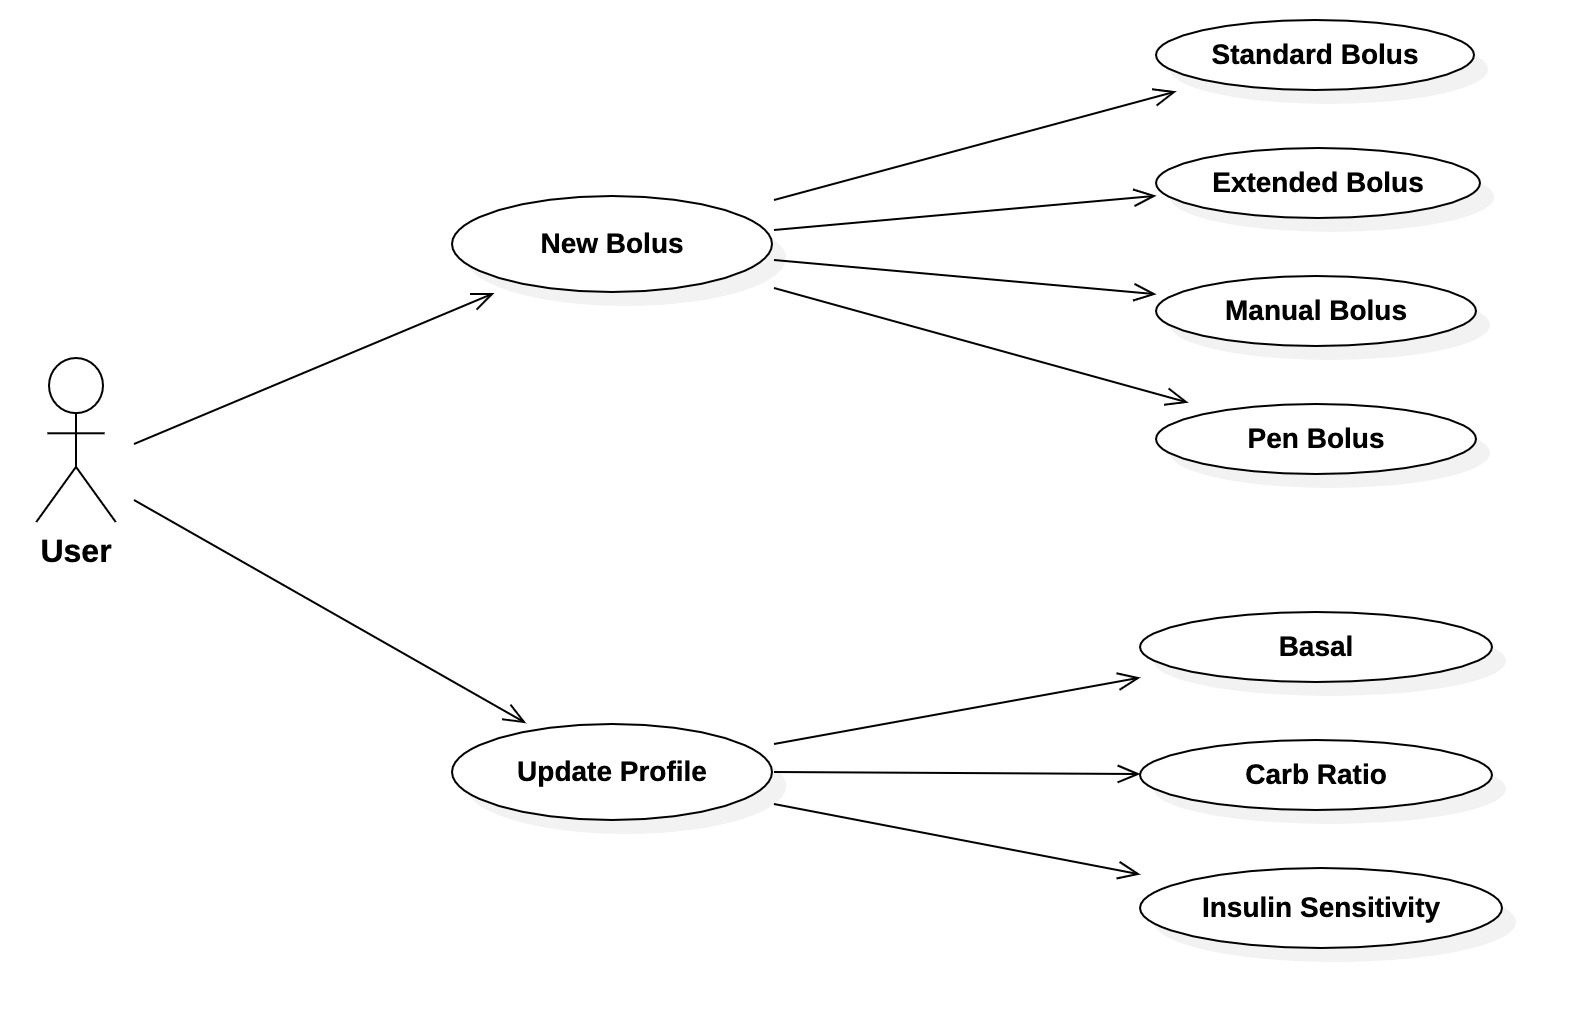 Standard Bolus
Extended Bolus
New Bolus
Manual Bolus
Pen Bolus
User
Basal
Update Profile
Carb Ratio
Insulin Sensitivity